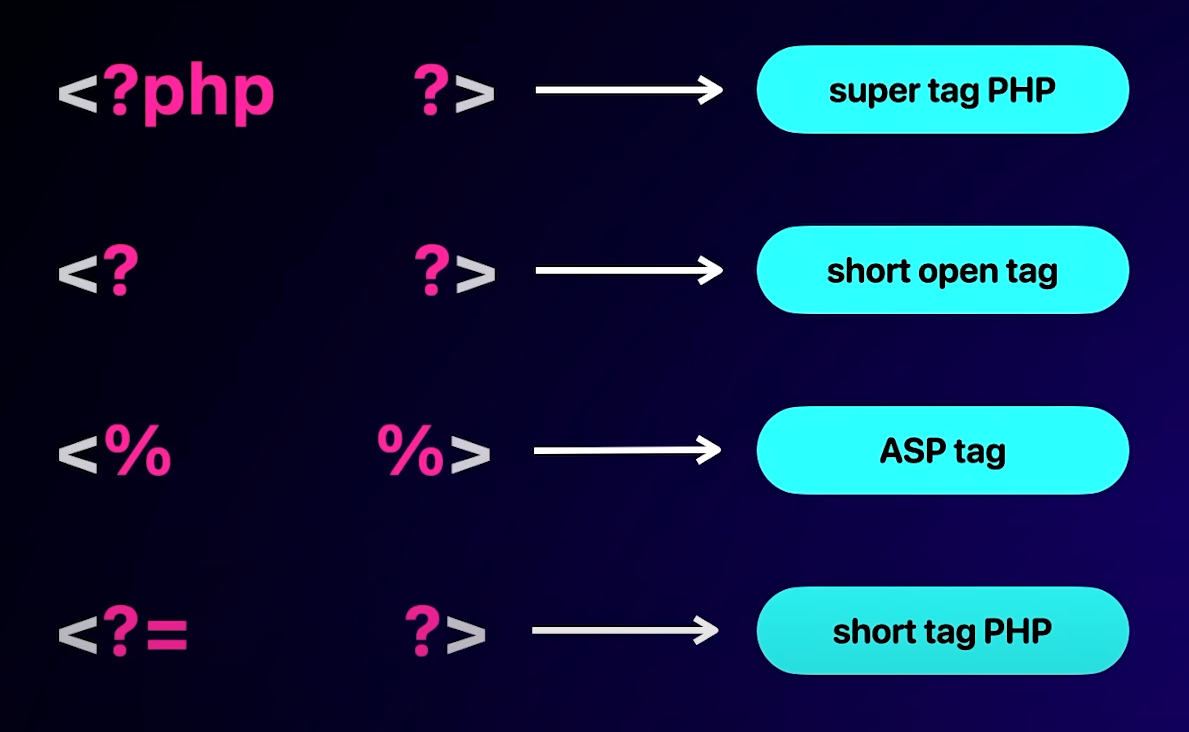 <?php ?> super tag PHP
<? ?> short open tag
<% %> ASP tag
<?= ?> short tag PHP